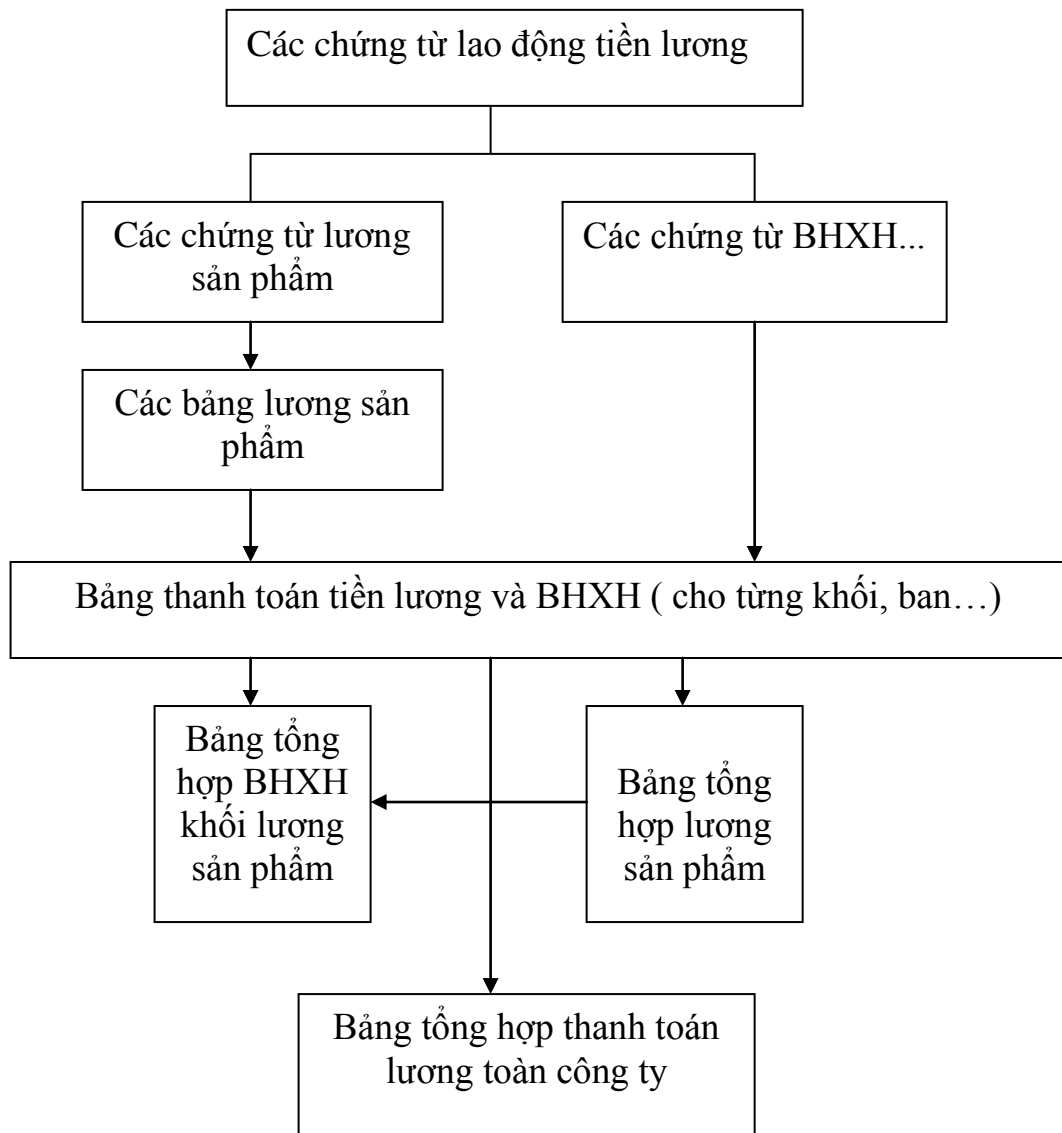 Các chứng từ lao động tiền lương
Các chứng từ lương
sản phẩm
Các chứng từ BHXH...
Các bảng lương sản
phẩm
Bảng thanh toán tiền lương và BHXH ( cho từng khối, ban…)
Bảng tổng
hợp BHXH
khối lương
sản phẩm
Bảng tổng
hợp lương
sản phẩm
Bảng tổng hợp thanh toán
lương toàn công ty